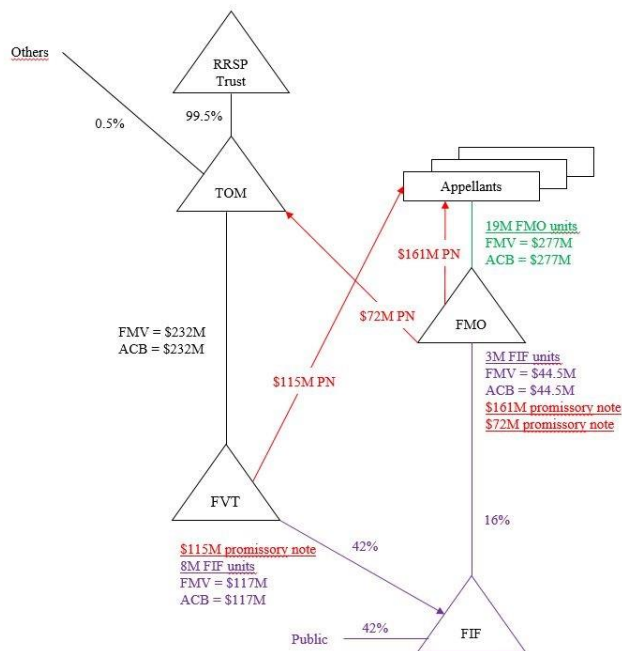 Others
RRSP
Trust
0.5%
99.5%
TOM
Appellants
19M FMO units
FMV = $277M
ACB = $277M
$161M PN
$72M PN
FMO
FMV = $232M
ACB = $232M
$115M PN
3M FIF units
FMV = $44.5M
ACB = $44.5M
$161M promissory note
$72M promissory note
FVT
16%
42%
$115M promissory note
8M FIF units
FMV = $117M
ACB = $117M
Public
42%
FIF